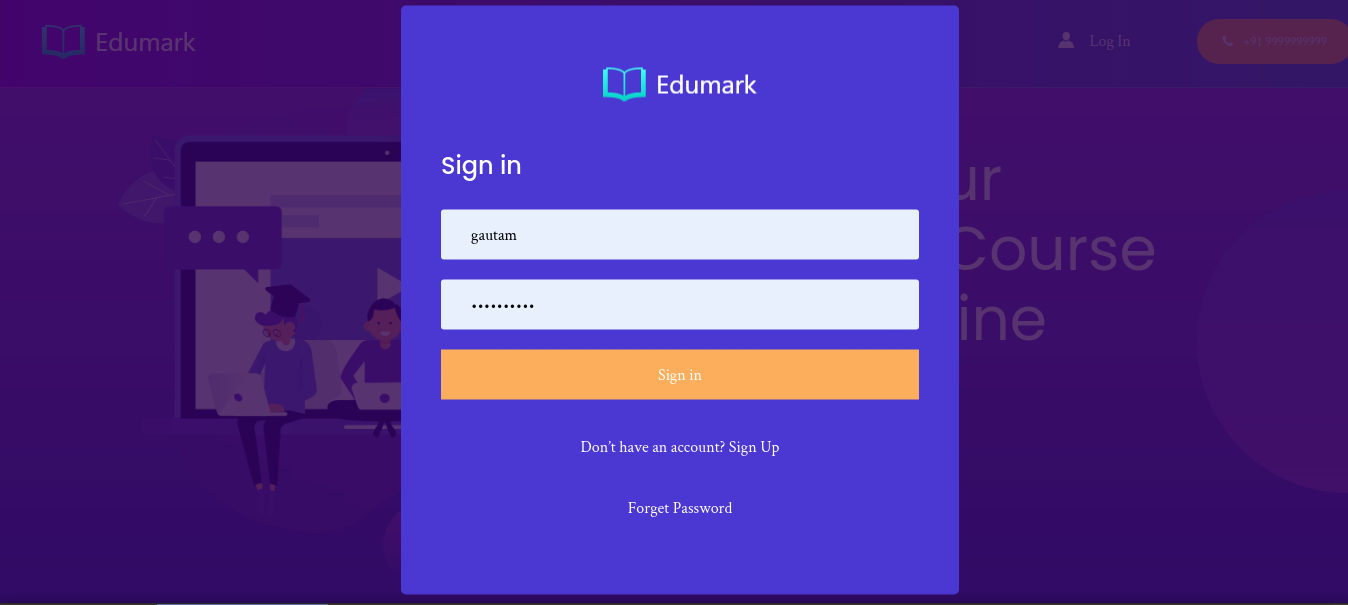 Edumark
Log In
+91 9999999999
Edumark
Sign in
gautam
Sign in
Don't have an account? Sign Up
Forget Password
ur
Course
ine